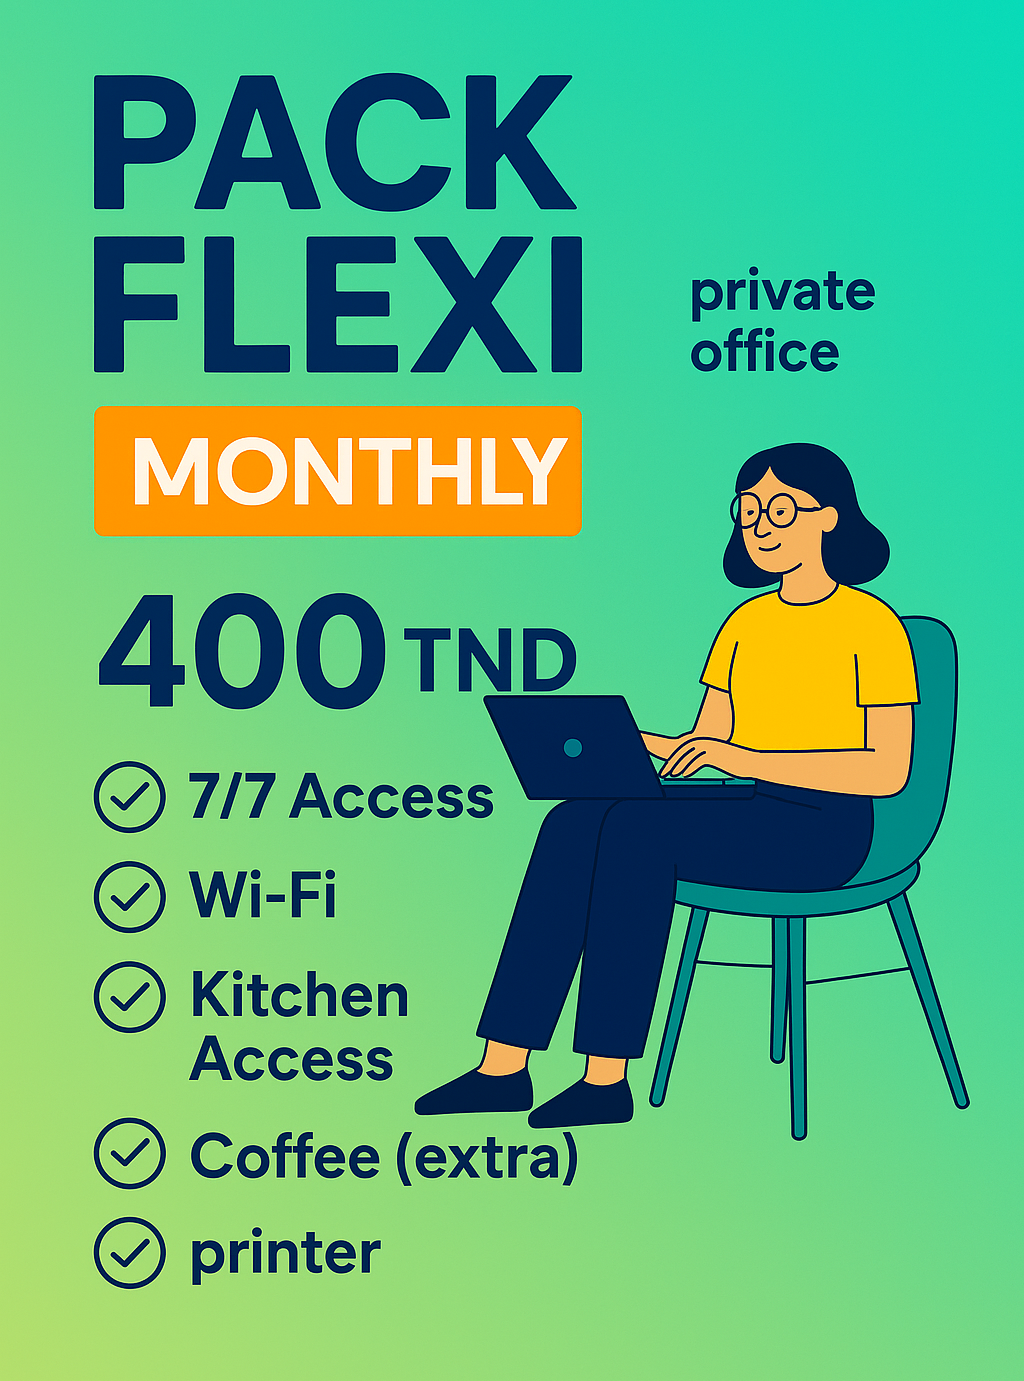 PACK
FLEXI
private
office
MONTHLY
400 TND
7/7 Access
Wi-Fi
Kitchen
Access
Coffee (extra)
printer